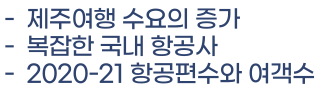 - 제주여행 수요의 증가
- 복잡한 국내 항공사
- 2020-21 항공편수와 여객수